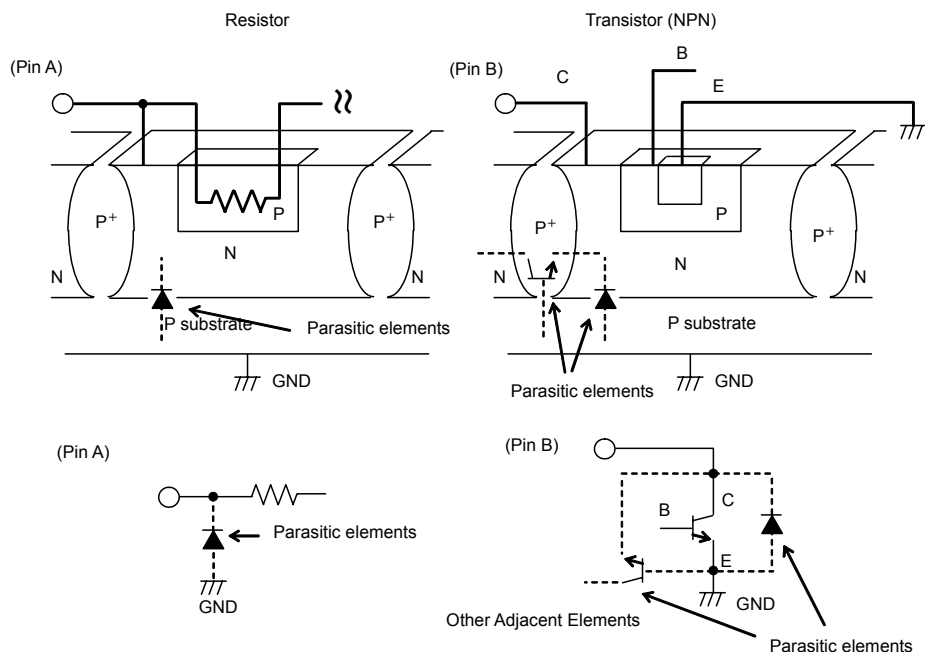 Resistor
Transistor (NPN)
(Pin A)
(Pin B)
C
B
E
P+
P
P+
N
N
N
P substrate
Parasitic elements
GND
P+
P
P+
N
N
N
P substrate
Parasitic elements
GND
(Pin A)
Parasitic elements
GND
(Pin B)
C
B
E
GND
Other Adjacent Elements
Parasitic elements